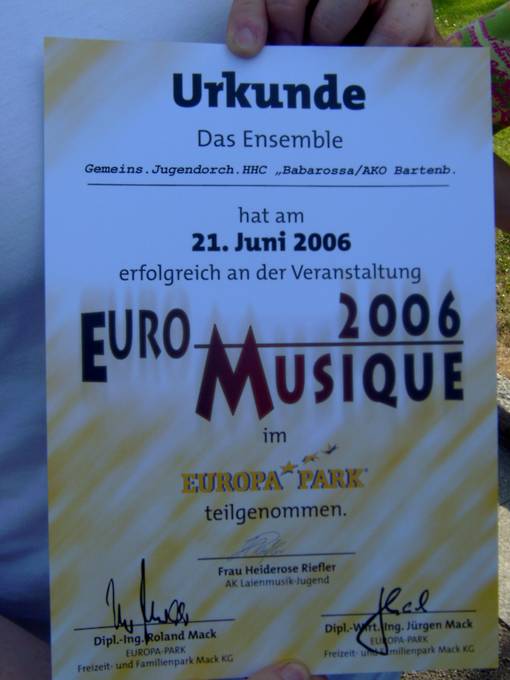 Urkunde
Das Ensemble
Gemeins.Jugendorch.HHC „Babarossa/AKO Bartenb.
hat am
21. Juni 2006
erfolgreich an der Veranstaltung
EURO MUSIQUE 2006
im
EUROPA PARK
teilgenommen.
Frau Heiderose Riefler
AK Laienmusik-Jugend
Dipl.-Ing. Roland Mack
EUROPA-PARK
Freizeit- und Familienpark Mack KG
Dipl.-Wirt. Ing. Jürgen Mack
EUROPA-PARK
Freizeit- und Familienpark Mack KG